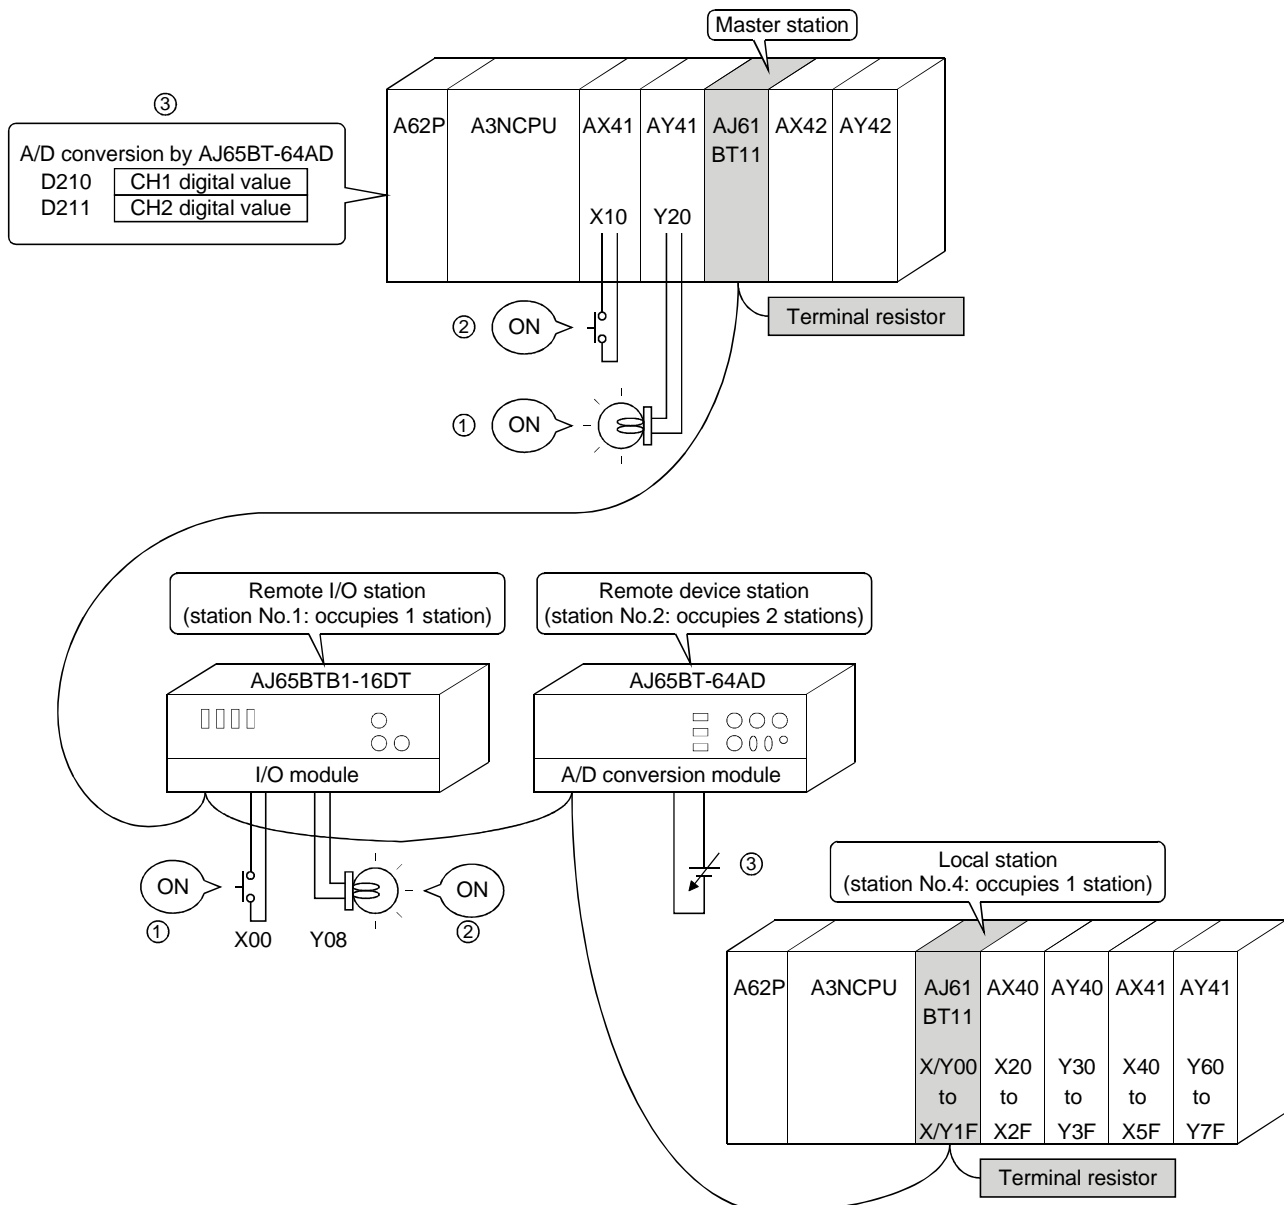 Master station
③
A/D conversion by AJ65BT-64AD
D210 CH1 digital value
D211 CH2 digital value
A62P A3NCPU AX41 AY41 AJ61 BT11 AX42 AY42
X10 Y20
② ON
Terminal resistor
① ON
Remote I/O station
(station No.1: occupies 1 station)
Remote device station
(station No.2: occupies 2 stations)
AJ65BTB1-16DT
I/O module
AJ65BT-64AD
A/D conversion module
ON
①
X00
Y08
ON
②
③
Local station
(station No.4: occupies 1 station)
A62P A3NCPU AJ61 AX40 AY40 AX41 AY41
BT11
X/Y00 X20 Y30 X40 Y60
to to to to to
X/Y1F X2F Y3F X5F Y7F
Terminal resistor